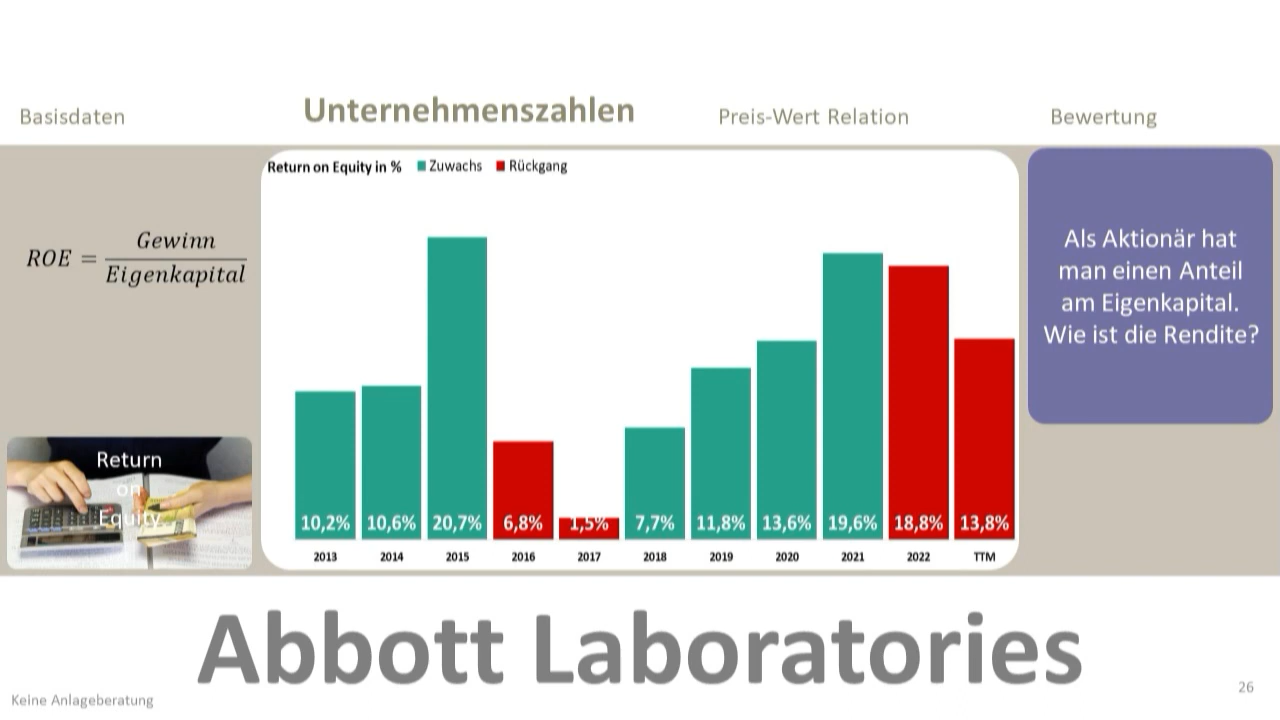 Basisdaten
Unternehmenszahlen
Preis-Wert Relation
Bewertung
ROE = Gewinn / Eigenkapital
Return
on
Equity
Return on Equity in % Zuwachs Rückgang
10,2% 10,6% 20,7% 6,8% 1,5% 7,7% 11,8% 13,6% 19,6% 18,8% 13,8%
2013 2014 2015 2016 2017 2018 2019 2020 2021 2022 TTM
Als Aktionär hat
man einen Anteil
am Eigenkapital.
Wie ist die Rendite?
Abbott Laboratories
Keine Anlageberatung
26